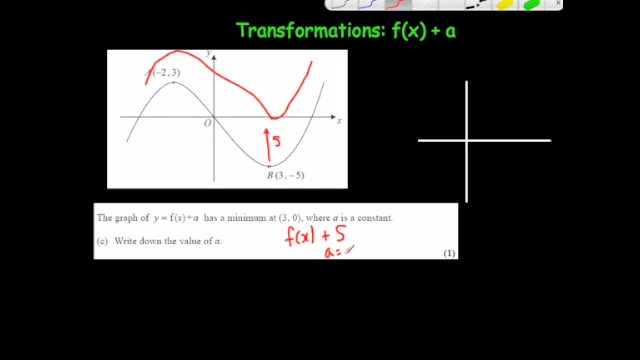 Transformations: f(x) + a
y
A(−2, 3)
O
x
5
B (3, −5)
The graph of y = f(x) + a has a minimum at (3, 0), where a is a constant.
(c) Write down the value of a.
f(x) + 5
a =
(1)